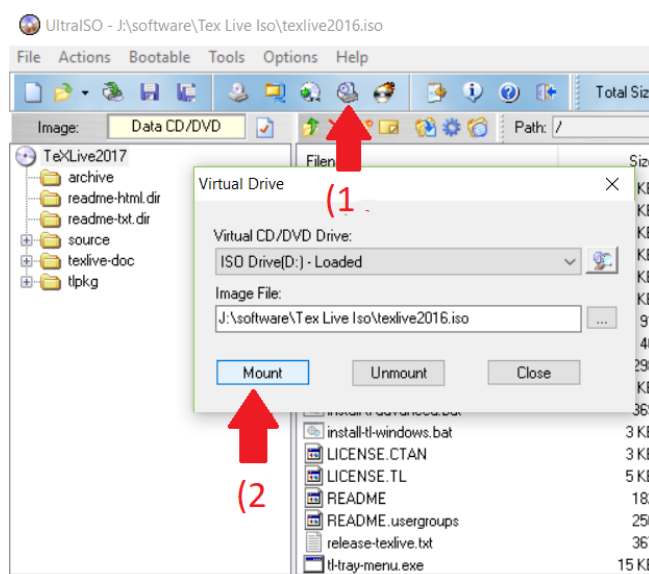 UltraISO - J:\software\Tex Live Iso\texlive2016.iso
File Actions Bootable Tools Options Help
Total Siz
Image: Data CD/DVD Path: /
TeXLive2017
archive
readme-html.dir
readme-txt.dir
source
texlive-doc
tlpkg
Siz
(1
Virtual Drive
Virtual CD/DVD Drive:
ISO Drive(D:) - Loaded
Image File:
J:\software\Tex Live Iso\texlive2016.iso
...
Mount Unmount Close
(2
install-tl-windows.bat 3 KE
LICENSE.CTAN 3 KE
LICENSE.TL 5 KE
README 18
README.usergroups 25
release-texlive.txt 36
tl-tray-menu.exe 15 KE